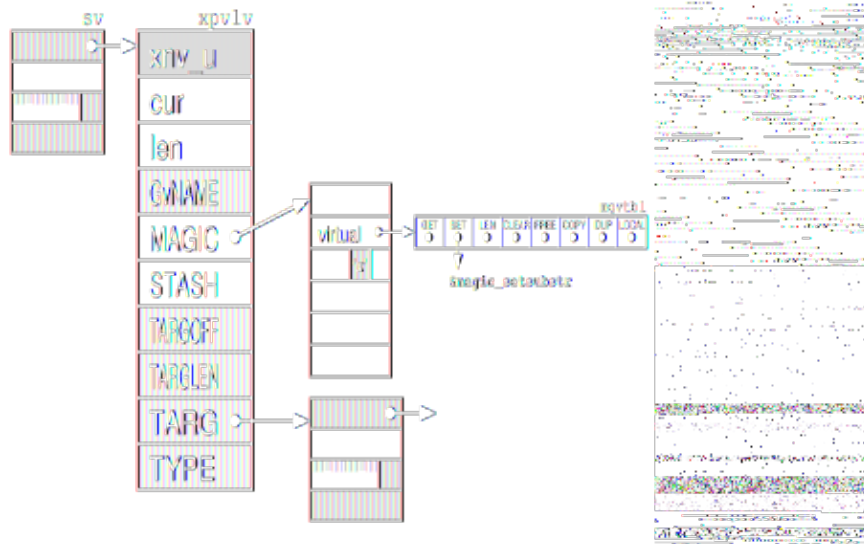 sv
xpvlv
xnv_u
cur
len
GVNAME
MAGIC
virtual
mgvtbl
GET SET LEN CLEAR FREE COPY DUP LOCAL
&magic_setsubstr
STASH
TARGOFF
TARGLEN
TARG
TYPE